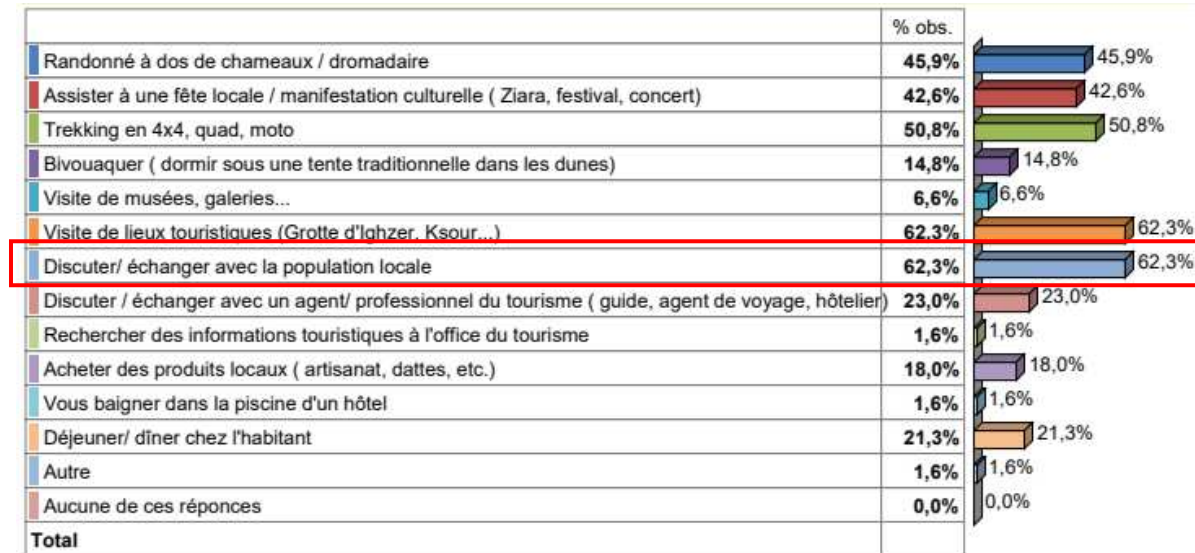 % obs.
Randonné à dos de chameaux / dromadaire 45,9% 45,9%
Assister à une fête locale / manifestation culturelle ( Ziara, festival, concert) 42,6% 42,6%
Trekking en 4x4, quad, moto 50,8% 50,8%
Bivouaquer ( dormir sous une tente traditionnelle dans les dunes) 14,8% 14,8%
Visite de musées, galeries... 6,6% 6,6%
Visite de lieux touristiques (Grotte d'Ighzer, Ksour...) 62,3% 62,3%
Discuter/ échanger avec la population locale 62,3% 62,3%
Discuter / échanger avec un agent/ professionnel du tourisme ( guide, agent de voyage, hôtelier) 23,0% 23,0%
Rechercher des informations touristiques à l'office du tourisme 1,6% 1,6%
Acheter des produits locaux ( artisanat, dattes, etc.) 18,0% 18,0%
Vous baigner dans la piscine d'un hôtel 1,6% 1,6%
Déjeuner/ dîner chez l'habitant 21,3% 21,3%
Autre 1,6% 1,6%
Aucune de ces réponces 0,0% 0,0%
Total